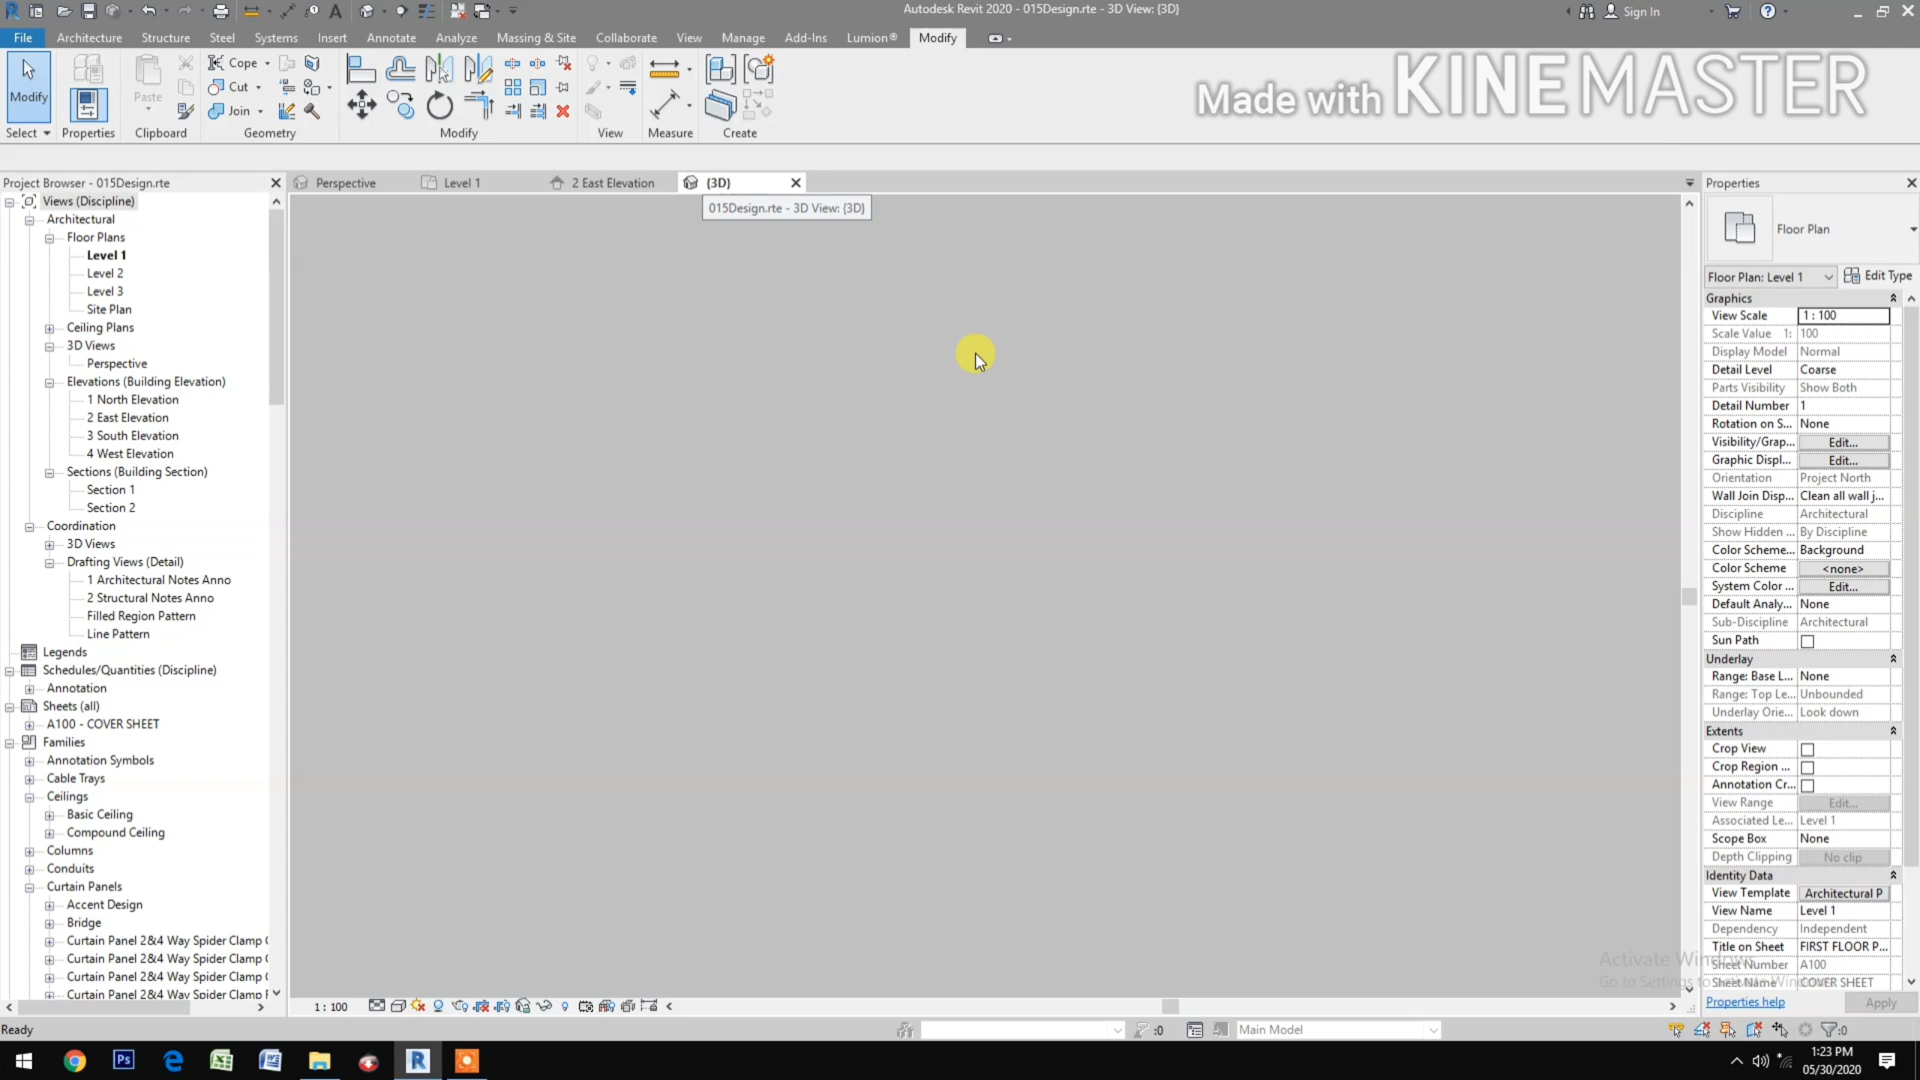 Autodesk Revit 2020 - 015Design.rte - 3D View: {3D}
Sign In
File Architecture Structure Steel Systems Insert Annotate Analyze Massing & Site Collaborate View Manage Add-Ins Lumion® Modify
Modify
Paste
Cope
Cut
Join
Select Properties Clipboard Geometry Modify View Measure Create
Made with KINEMASTER
Project Browser - 015Design.rte
Perspective
Level 1
2 East Elevation
{3D}
015Design.rte - 3D View: {3D}
Views (Discipline)
Architectural
Floor Plans
Level 1
Level 2
Level 3
Site Plan
Ceiling Plans
3D Views
Perspective
Elevations (Building Elevation)
1 North Elevation
2 East Elevation
3 South Elevation
4 West Elevation
Sections (Building Section)
Section 1
Section 2
Coordination
3D Views
Drafting Views (Detail)
1 Architectural Notes Anno
2 Structural Notes Anno
Filled Region Pattern
Line Pattern
Legends
Schedules/Quantities (Discipline)
Annotation
Sheets (all)
A100 - COVER SHEET
Families
Annotation Symbols
Cable Trays
Ceilings
Basic Ceiling
Compound Ceiling
Columns
Conduits
Curtain Panels
Accent Design
Bridge
Curtain Panel 2&4 Way Spider Clamp
Curtain Panel 2&4 Way Spider Clamp
Curtain Panel 2&4 Way Spider Clamp
Curtain Panel 2&4 Way Spider Clamp
Properties
Floor Plan
Floor Plan: Level 1 Edit Type
Graphics
View Scale 1 : 100
Scale Value 1: 100
Display Model Normal
Detail Level Coarse
Parts Visibility Show Both
Detail Number 1
Rotation on S... None
Visibility/Grap... Edit...
Graphic Displ... Edit...
Orientation Project North
Wall Join Disp... Clean all wall j...
Discipline Architectural
Show Hidden ... By Discipline
Color Scheme... Background
Color Scheme <none>
System Color ... Edit...
Default Analy... None
Sub-Discipline Architectural
Sun Path
Underlay
Range: Base L... None
Range: Top Le... Unbounded
Underlay Orie... Look down
Extents
Crop View
Crop Region ...
Annotation Cr...
View Range Edit...
Associated Le... Level 1
Scope Box None
Depth Clipping No clip
Identity Data
View Template Architectural P
View Name Level 1
Dependency Independent
Title on Sheet FIRST FLOOR P...
Sheet Number A100
Sheet Name COVER SHEET
Activate Windows
Go to Settings to
Properties help Apply
1 : 100
Ready
:0
Main Model
:0
1:23 PM
05/30/2020